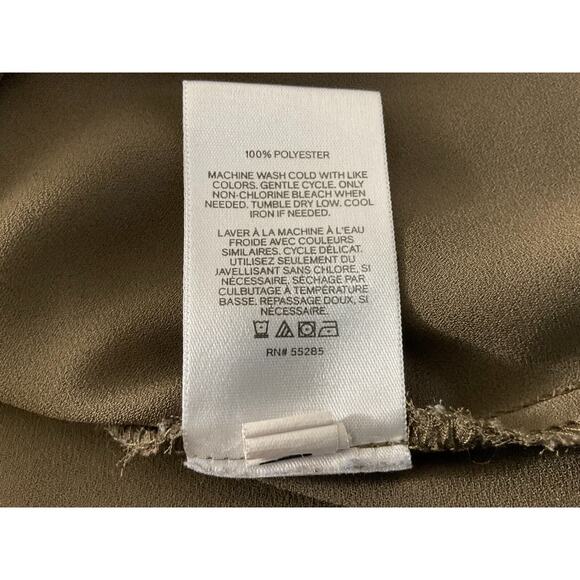 100% POLYESTER
MACHINE WASH COLD WITH LIKE
COLORS. GENTLE CYCLE. ONLY
NON-CHLORINE BLEACH WHEN
NEEDED. TUMBLE DRY LOW. COOL
IRON IF NEEDED.
LAVER À LA MACHINE À L'EAU
FROIDE AVEC COULEURS
SIMILAIRES. CYCLE DÉLICAT.
UTILISEZ SEULEMENT DU
JAVELLISANT SANS CHLORE, SI
NÉCESSAIRE. SÉCHAGE PAR
CULBUTAGE À TEMPÉRATURE
BASSE. REPASSAGE DOUX, SI
NÉCESSAIRE.
RN# 55285